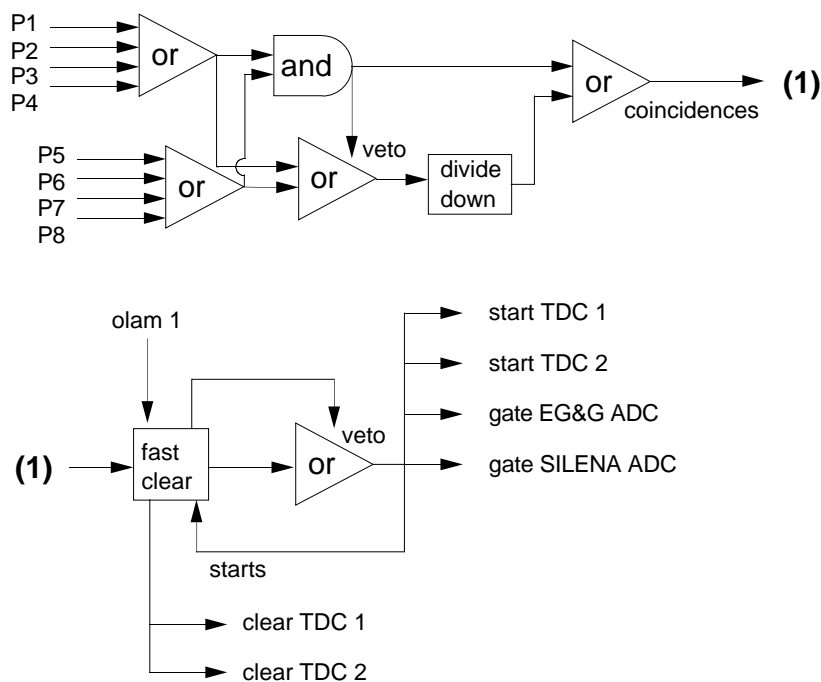 P1
P2
P3
P4
or
and
or
(1)
coincidences
P5
P6
P7
P8
or
or
veto
divide
down
olam 1
start TDC 1
start TDC 2
gate EG&G ADC
gate SILENA ADC
(1)
fast
clear
or
veto
starts
clear TDC 1
clear TDC 2